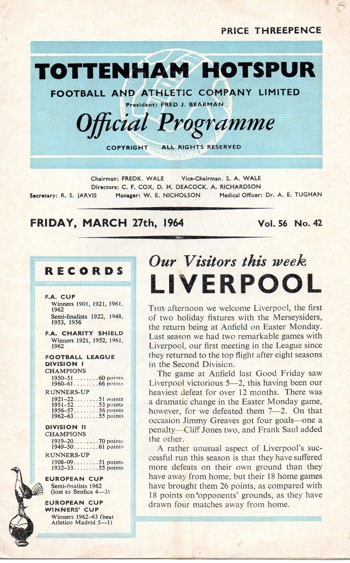 PRICE THREEPENCE
TOTTENHAM HOTSPUR
FOOTBALL AND ATHLETIC COMPANY LIMITED
President: FRED J. BEARMAN
Official Programme
COPYRIGHT ALL RIGHTS RESERVED
Chairman: FREDK. WALE Vice-Chairman: S. A. WALE
Directors: C. F. COX, D. H. DEACOCK, A. RICHARDSON
Secretary: R. S. JARVIS Manager: W. E. NICHOLSON Medical Officer: Dr. A. E. TUGHAN
FRIDAY, MARCH 27th, 1964 Vol. 56 No. 42
RECORDS
F.A. CUP
Winners 1901, 1921, 1961,
1962
Semi-finalists 1922, 1948,
1953, 1956
F.A. CHARITY SHIELD
Winners 1921, 1952, 1961,
1962
FOOTBALL LEAGUE
DIVISION I
CHAMPIONS
1950—51 ........ 60 points
1960—61 ........ 66 points
RUNNERS-UP
1921—22 ........ 51 points
1951—52 ........ 53 points
1956—57 ........ 56 points
1962—63 ........ 55 points
DIVISION II
CHAMPIONS
1919—20 ........ 70 points
1949—50 ........ 61 points
RUNNERS-UP
1908—09 ........ 51 points
1932—33 ........ 55 points
EUROPEAN CUP
Semi-finalists 1962
(lost to Benfica 4—3)
EUROPEAN CUP
WINNERS' CUP
Winners 1962-63 (beat
Atletico Madrid 5—1)
Our Visitors this week
LIVERPOOL
THIS afternoon we welcome Liverpool, the first
of two holiday fixtures with the Merseysiders,
the return being at Anfield on Easter Monday.
Last season we had two remarkable games with
Liverpool, our first meeting in the League since
they returned to the top flight after eight seasons
in the Second Division.
The game at Anfield last Good Friday saw
Liverpool victorious 5—2, this having been our
heaviest defeat for over 12 months. There was
a dramatic change in the Easter Monday game,
however, for we defeated them 7—2. On that
occasion Jimmy Greaves got four goals—one a
penalty—Cliff Jones two, and Frank Saul added
the other.
A rather unusual aspect of Liverpool's suc-
cessful run this season is that they have suffered
more defeats on their own ground than they
have away from home, but their 18 home games
have brought them 26 points, as compared with
18 points on opponents' grounds, as they have
drawn four matches away from home.